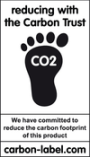 reducing with
the Carbon Trust
CO2
We have committed to
reduce the carbon footprint
of this product
carbon-label.com